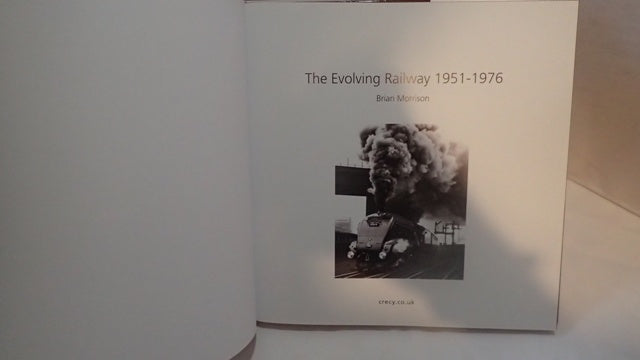 The Evolving Railway 1951-1976
Brian Morrison
crecy.co.uk